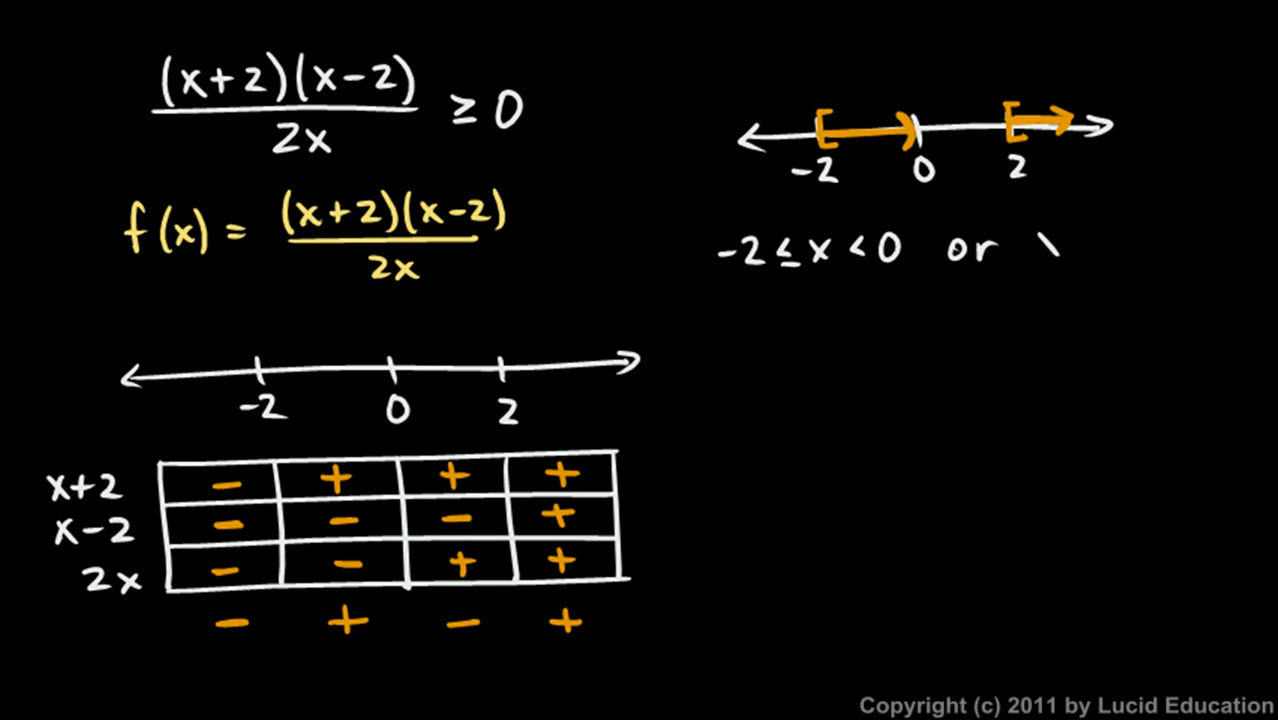 (x+2)(x-2)
2x
≥ 0
f(x) = (x+2)(x-2)
2x
-2 0 2
x+2 - + + +
x-2 - - - +
2x - - + +
- + - +
-2 0 2
-2 ≤ x < 0 or \
Copyright (c) 2011 by Lucid Education